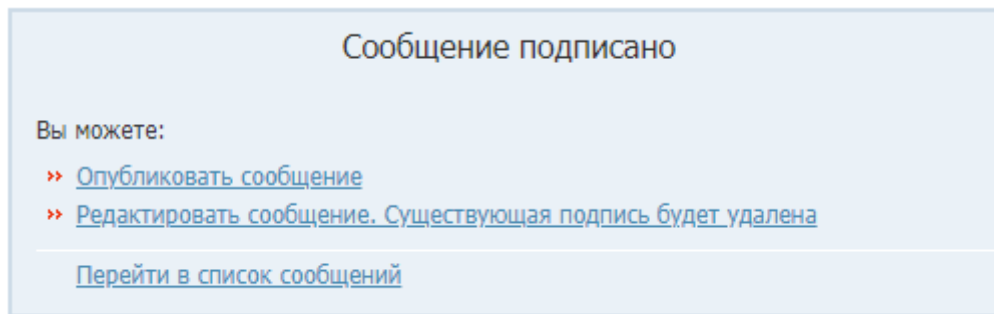 Сообщение подписано
Вы можете:
›› Опубликовать сообщение
›› Редактировать сообщение. Существующая подпись будет удалена
Перейти в список сообщений